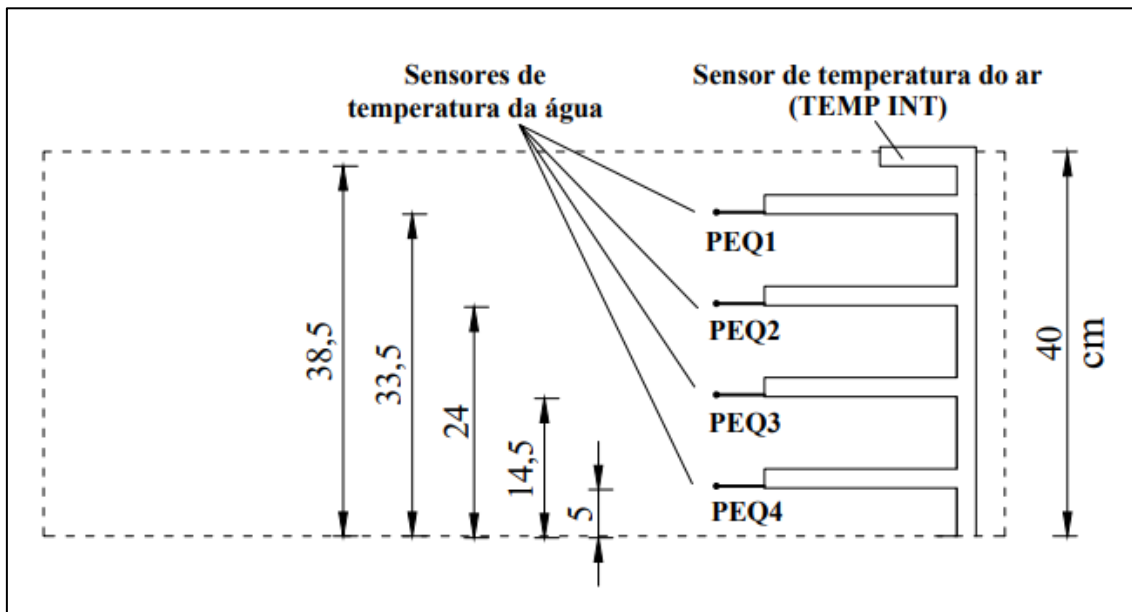 Sensores de
temperatura da água
Sensor de temperatura do ar
(TEMP INT)
PEQ1
PEQ2
PEQ3
PEQ4
38,5
33,5
24
14,5
5
40
cm